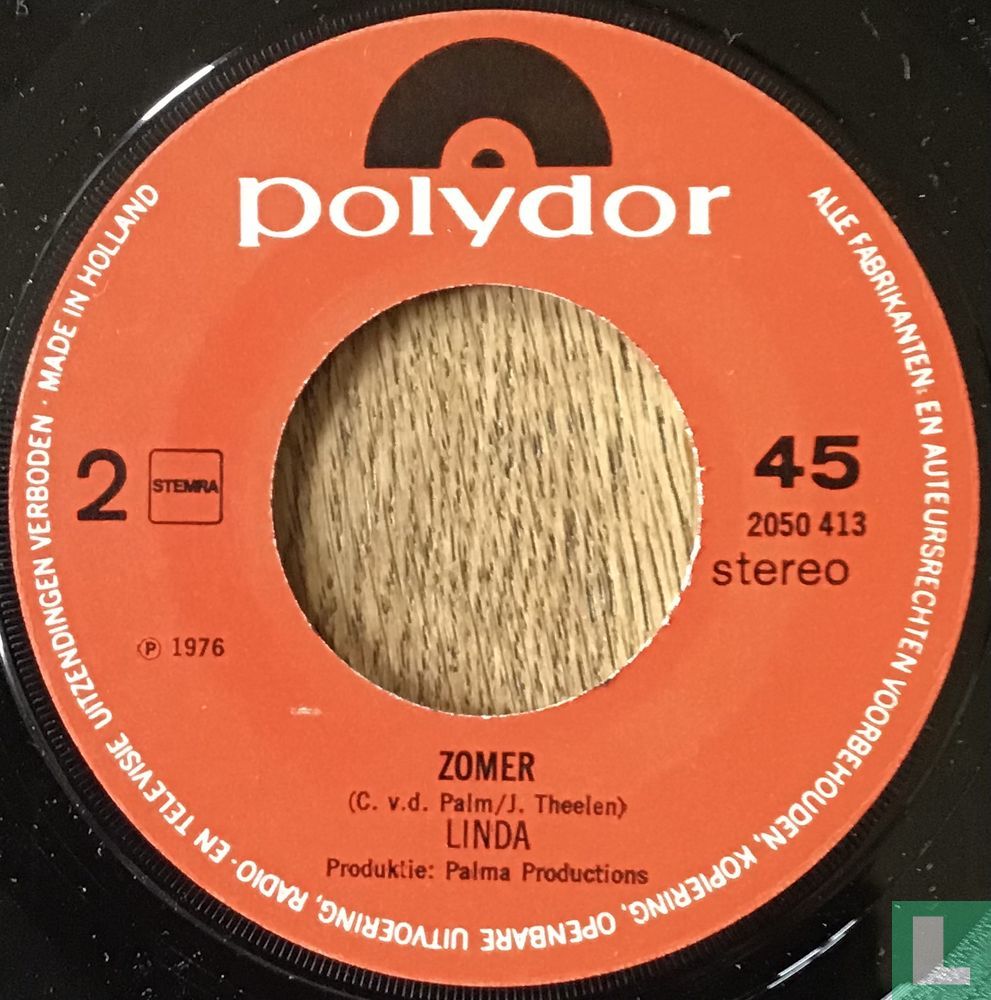 polydor
ALLE FABRIKANTEN- EN AUTEURSRECHTEN VOORBEHOUDEN, KOPIERING, OPENBARE UITVOERING, RADIO- EN TELEVISIE UITZENDINGEN VERBODEN · MADE IN HOLLAND
2
STEMRA
45
2050 413
stereo
℗ 1976
ZOMER
(C. v.d. Palm/J. Theelen)
LINDA
Produktie: Palma Productions
L